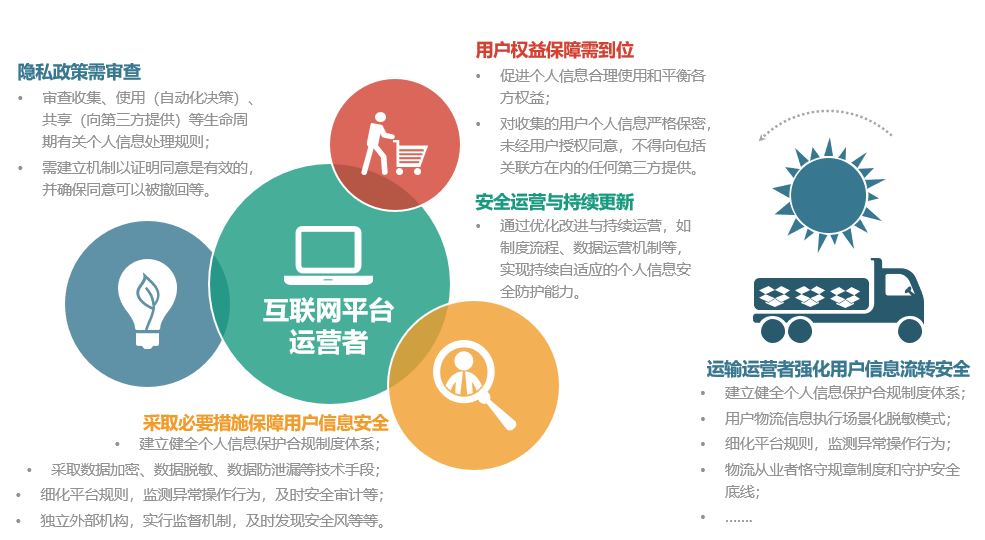 隐私政策需审查
• 审查收集、使用（自动化决策）、
共享（向第三方提供）等生命周
期有关个人信息处理规则；
• 需建立机制以证明同意是有效的，
并确保同意可以被撤回等。
用户权益保障需到位
• 促进个人信息合理使用和平衡各
方权益；
• 对收集的用户个人信息严格保密，
未经用户授权同意，不得向包括
关联方在内的任何第三方提供。
安全运营与持续更新
• 通过优化改进与持续运营，如
制度流程、数据运营机制等，
实现持续自适应的个人信息安
全防护能力。
互联网平台
运营者
采取必要措施保障用户信息安全
• 建立健全个人信息保护合规制度体系；
• 采取数据加密、数据脱敏、数据防泄漏等技术手段；
• 细化平台规则，监测异常操作行为，及时安全审计等；
• 独立外部机构，实行监督机制，及时发现安全风等等。
运输运营者强化用户信息流转安全
• 建立健全个人信息保护合规制度体系；
• 用户物流信息执行场景化脱敏模式；
• 细化平台规则，监测异常操作行为；
• 物流从业者恪守规章制度和守护安全
底线；
• .......